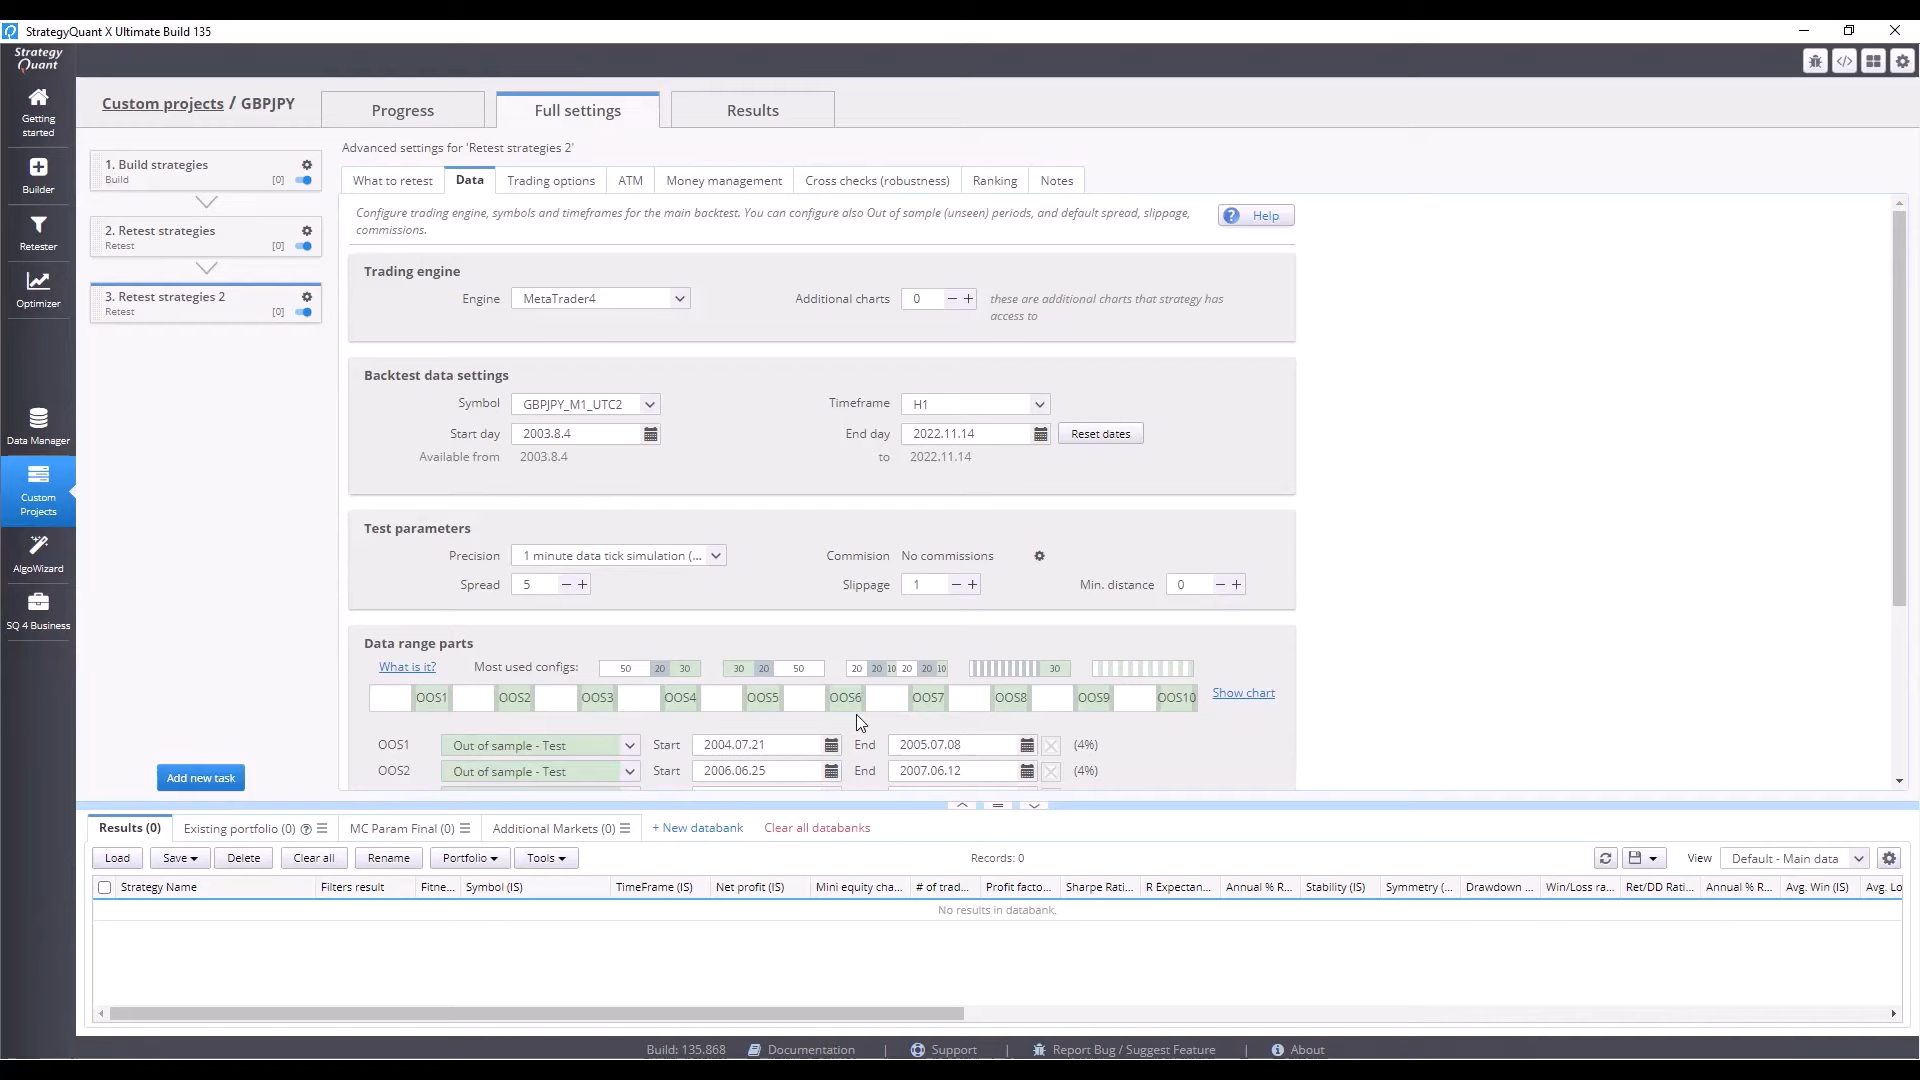 StrategyQuant X Ultimate Build 135
Strategy
Quant
Custom projects / GBPJPY
Progress
Full settings
Results
Getting
started
Builder
Retester
Optimizer
Data Manager
Custom
Projects
AlgoWizard
SQ 4 Business
1. Build strategies
Build [0]
2. Retest strategies
Retest [0]
3. Retest strategies 2
Retest [0]
Add new task
Advanced settings for 'Retest strategies 2'
What to retest Data Trading options ATM Money management Cross checks (robustness) Ranking Notes
Configure trading engine, symbols and timeframes for the main backtest. You can configure also Out of sample (unseen) periods, and default spread, slippage,
commissions.
? Help
Trading engine
Engine MetaTrader4 Additional charts 0 these are additional charts that strategy has
access to
Backtest data settings
Symbol GBPJPY_M1_UTC2 Timeframe H1
Start day 2003.8.4 End day 2022.11.14 Reset dates
Available from 2003.8.4 to 2022.11.14
Test parameters
Precision 1 minute data tick simulation (... Commision No commissions
Spread 5 Slippage 1 Min. distance 0
Data range parts
What is it? Most used configs: 50 20 30 30 20 50 20 20 10 20 20 10 30
OOS1 OOS2 OOS3 OOS4 OOS5 OOS6 OOS7 OOS8 OOS9 OOS10 Show chart
OOS1 Out of sample - Test Start 2004.07.21 End 2005.07.08 (4%)
OOS2 Out of sample - Test Start 2006.06.25 End 2007.06.12 (4%)
Results (0) Existing portfolio (0) MC Param Final (0) Additional Markets (0) + New databank Clear all databanks
Load Save Delete Clear all Rename Portfolio Tools Records: 0 View Default - Main data
Strategy Name Filters result Fitne... Symbol (IS) TimeFrame (IS) Net profit (IS) Mini equity cha... # of trad... Profit facto... Sharpe Rati... R Expectan... Annual % R... Stability (IS) Symmetry (... Drawdown ... Win/Loss ra... Ret/DD Rati... Annual % R... Avg. Win (IS) Avg. Lo
No results in databank.
Build: 135.868 Documentation | Support | Report Bug / Suggest Feature | About